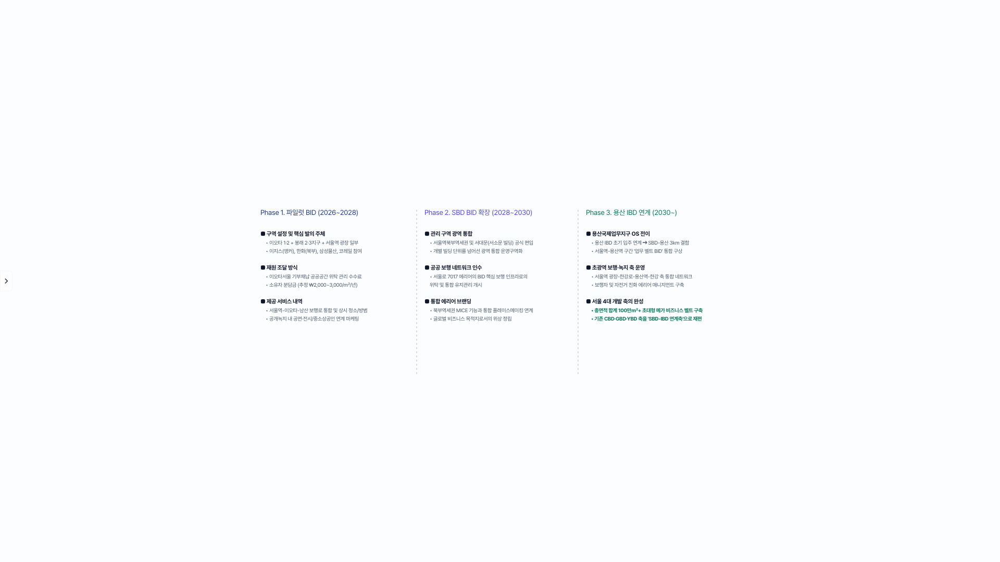 Phase 1. 파일럿 BID (2026~2028)
■ 구역 설정 및 핵심 발의 주체
• 이오타 1·2 + 봉래 2·3지구 + 서울역 광장 일부
• 이지스(앵커), 한화(북부), 삼성물산, 코레일 참여
■ 재원 조달 방식
• 이오타서울 기부채납 공공공간 위탁 관리 수수료
• 소유자 분담금 (추정 ₩2,000~3,000/m²/년)
■ 제공 서비스 내역
• 서울역-이오타-남산 보행로 통합 및 상시 청소/방범
• 공개녹지 내 공연·전시/중소상공인 연계 마케팅
Phase 2. SBD BID 확장 (2028~2030)
■ 관리 구역 광역 통합
• 서울역북부역세권 및 서대문(서소문 빌딩) 공식 편입
• 개별 빌딩 단위를 넘어선 광역 통합 운영구역화
■ 공공 보행 네트워크 인수
• 서울로 7017 에리어의 BID 핵심 보행 인프라로의
위탁 및 통합 유지관리 개시
■ 통합 에리어 브랜딩
• 북부역세권 MICE 기능과 통합 플레이스메이킹 연계
• 글로벌 비즈니스 목적지로서의 위상 정립
Phase 3. 용산 IBD 연계 (2030~)
■ 용산국제업무지구 OS 전이
• 용산 IBD 초기 입주 연계 ➜ SBD-용산 3km 결합
• 서울역-용산역 구간 '업무 벨트 BID' 통합 구상
■ 초광역 보행·녹지 축 운영
• 서울역 광장-한강로-용산역-한강 축 통합 네트워크
• 보행자 및 자전거 친화 에리어 매니지먼트 구축
■ 서울 4대 개발 축의 완성
• 총면적 합계 100만m²+ 초대형 메가 비즈니스 벨트 구축
• 기존 CBD·GBD·YBD 축을 'SBD-IBD 연계축'으로 재편